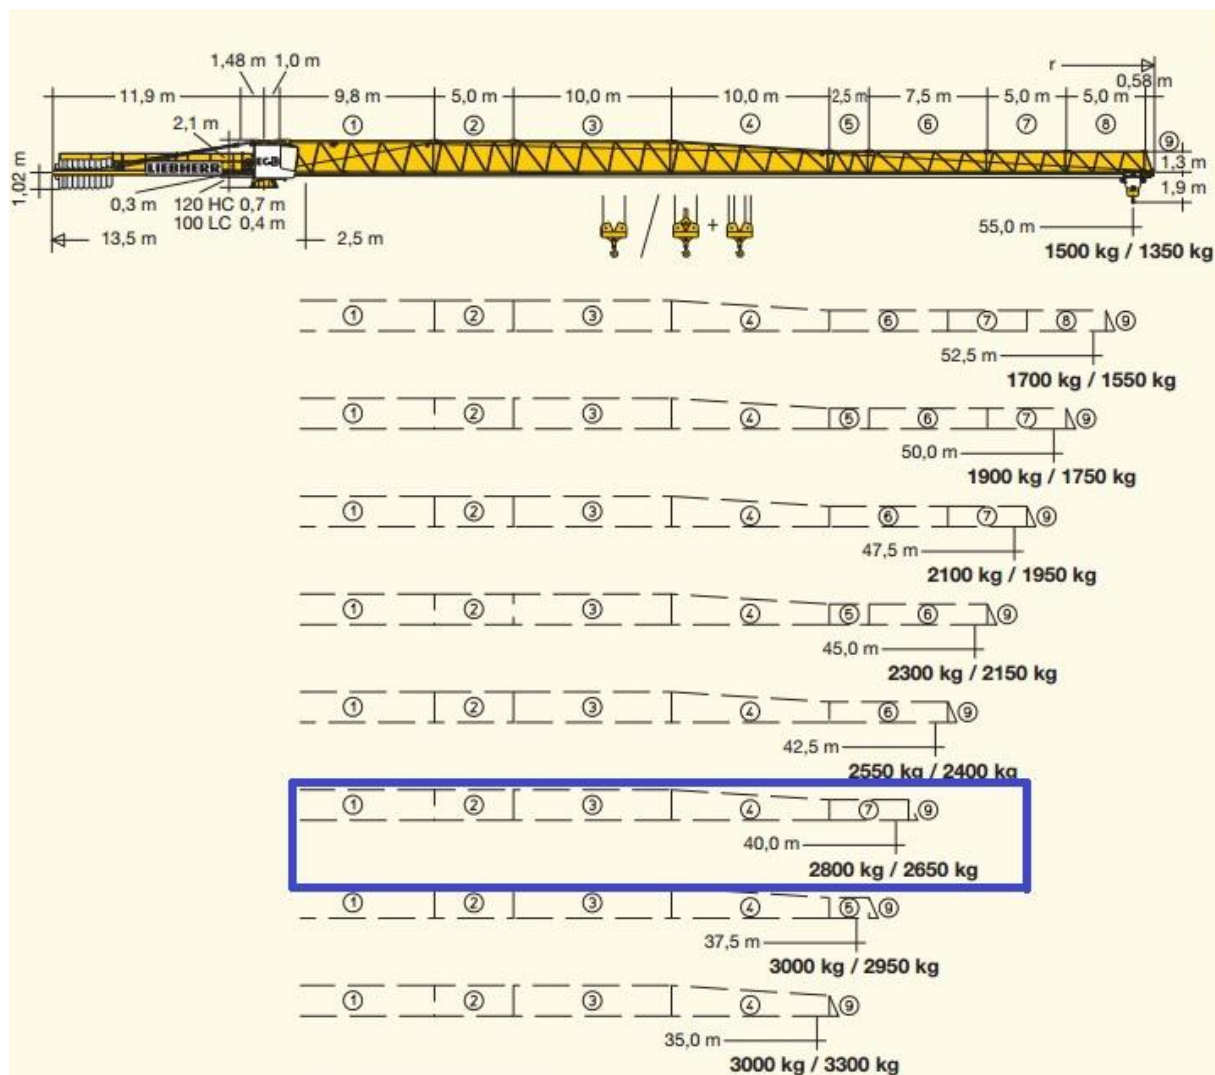 1,48 m 1,0 m
r
11,9 m 9,8 m 5,0 m 10,0 m 10,0 m 2,5 m 7,5 m 5,0 m 5,0 m 0,58 m
2,1 m ① ② ③ ④ ⑤ ⑥ ⑦ ⑧ ⑨
LIEBHERR EC-B
1,3 m
1,02 m
0,3 m 120 HC 0,7 m / + 1,9 m
100 LC 0,4 m
13,5 m 2,5 m 55,0 m
1500 kg / 1350 kg
① ② ③ ④ ⑥ ⑦ ⑧ ⑨
52,5 m
1700 kg / 1550 kg
① ② ③ ④ ⑤ ⑥ ⑦ ⑨
50,0 m
1900 kg / 1750 kg
① ② ③ ④ ⑥ ⑦ ⑨
47,5 m
2100 kg / 1950 kg
① ② ③ ④ ⑤ ⑥ ⑨
45,0 m
2300 kg / 2150 kg
① ② ③ ④ ⑥ ⑨
42,5 m
2550 kg / 2400 kg
① ② ③ ④ ⑦ ⑨
40,0 m
2800 kg / 2650 kg
① ② ③ ④ ⑤ ⑨
37,5 m
3000 kg / 2950 kg
① ② ③ ④ ⑨
35,0 m
3000 kg / 3300 kg